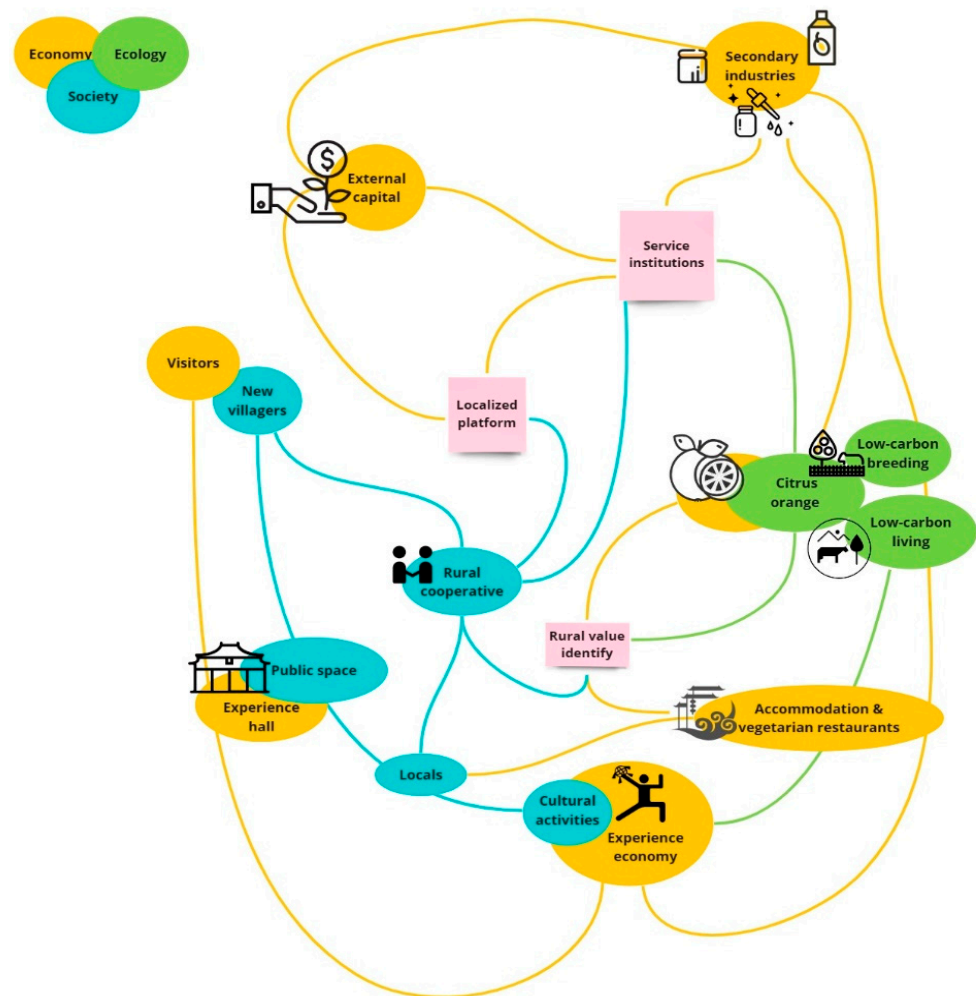 Economy
Ecology
Society
Secondary
industries
External
capital
Service
institutions
Visitors
New
villagers
Localized
platform
Low-carbon
breeding
Citrus
orange
Low-carbon
living
Rural
cooperative
Rural value
identify
Public space
Experience
hall
Accommodation &
vegetarian restaurants
Locals
Cultural
activities
Experience
economy